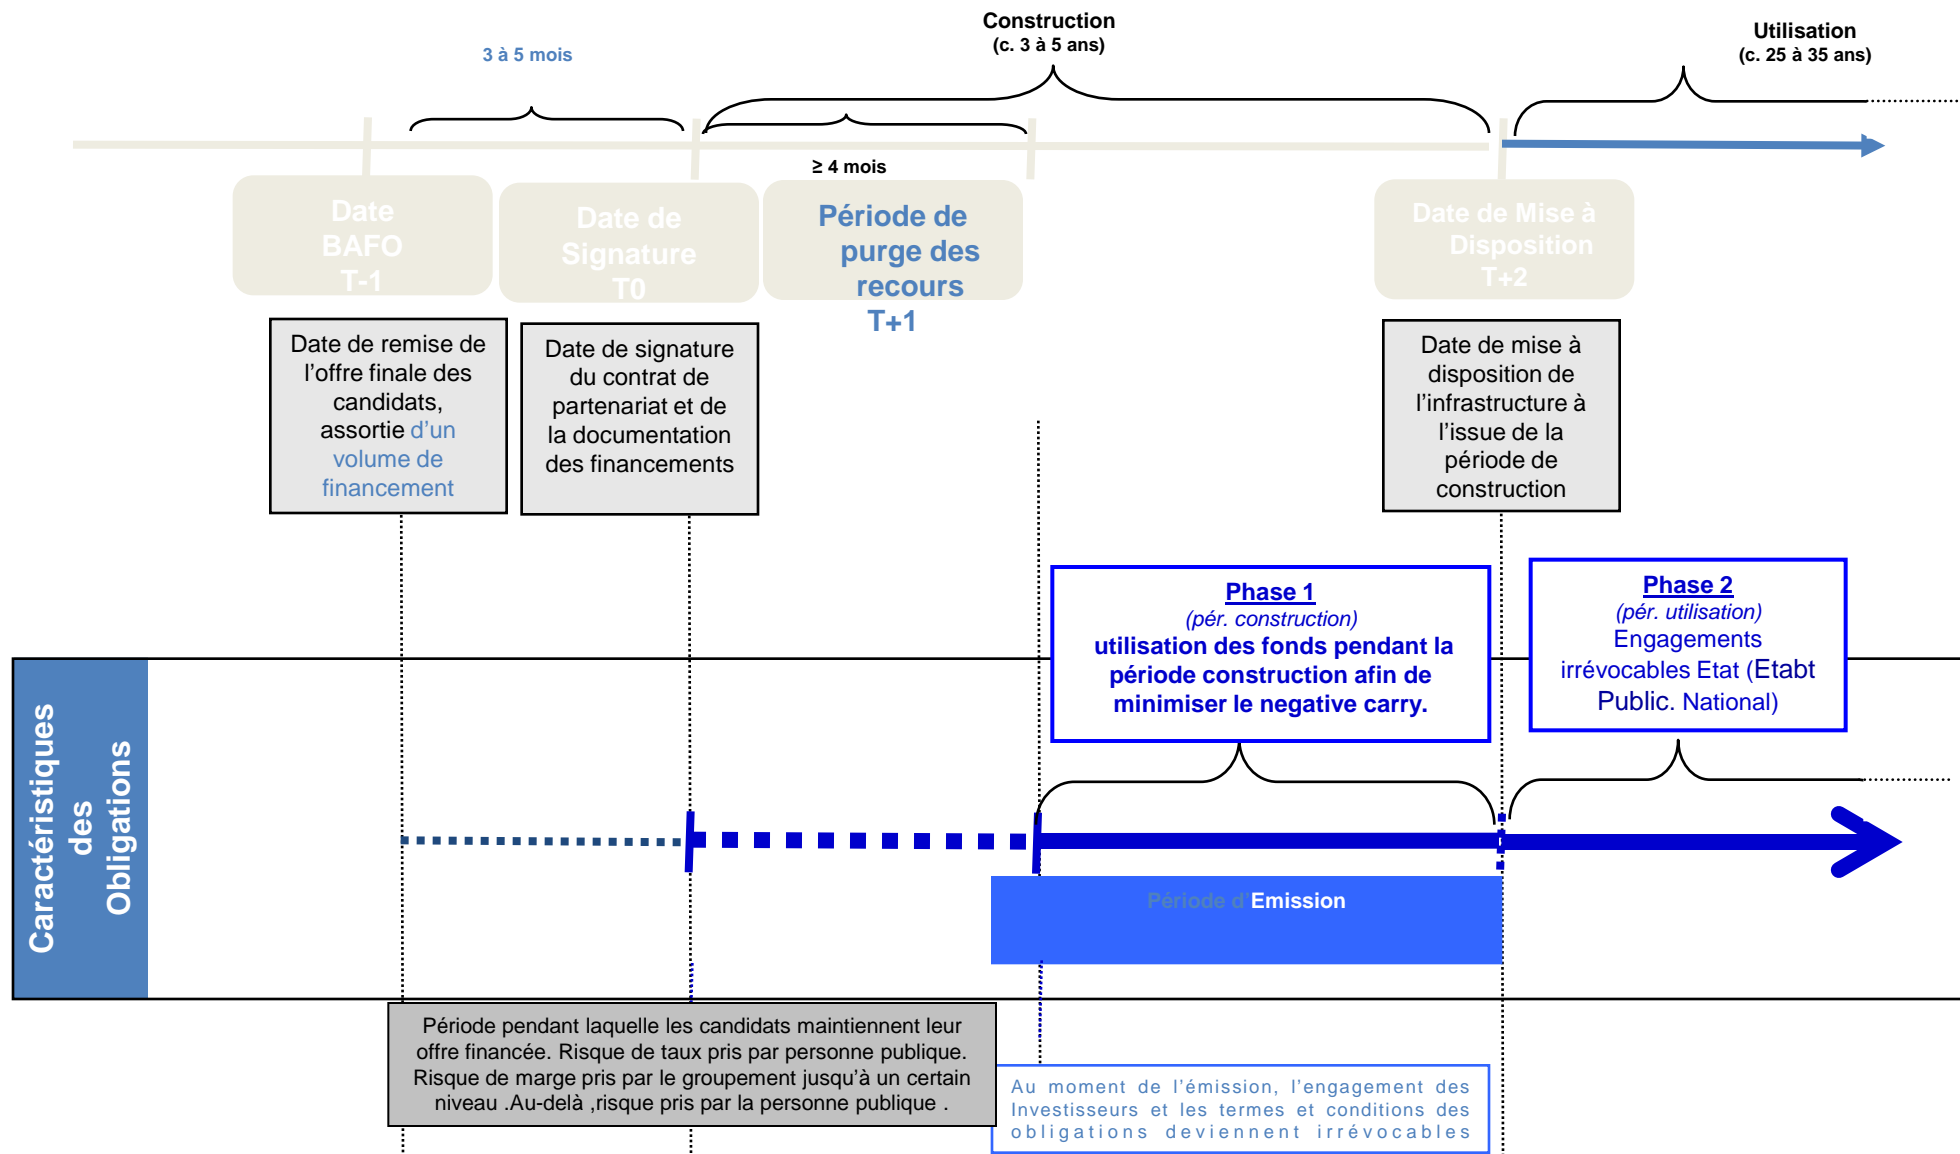 Construction
(c. 3 à 5 ans)
Utilisation
(c. 25 à 35 ans)
3 à 5 mois
≥ 4 mois
Date
BAFO
T-1
Date de
Signature
T0
Période de
purge des
recours
T+1
Date de Mise à
Disposition
T+2
Date de remise de
l’offre finale des
candidats,
assortie d’un
volume de
financement
Date de signature
du contrat de
partenariat et de
la documentation
des financements
Date de mise à
disposition de
l’infrastructure à
l’issue de la
période de
construction
Phase 1
(pér. construction)
utilisation des fonds pendant la
période construction afin de
minimiser le negative carry.
Phase 2
(pér. utilisation)
Engagements
irrévocables Etat (Etabt
Public. National)
Caractéristiques
des
Obligations
Période d’Emission
Période pendant laquelle les candidats maintiennent leur
offre financée. Risque de taux pris par personne publique.
Risque de marge pris par le groupement jusqu’à un certain
niveau .Au-delà ,risque pris par la personne publique .
Au moment de l’émission, l’engagement des
Investisseurs et les termes et conditions des
obligations deviennent irrévocables